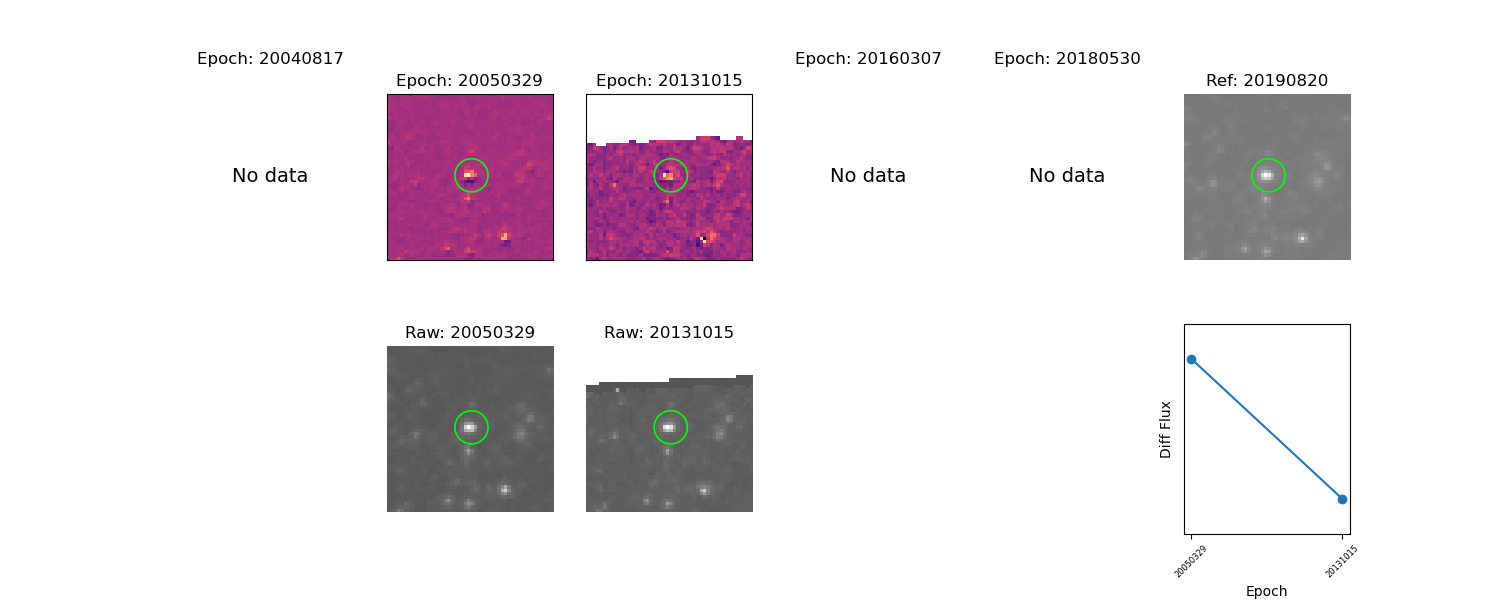 Epoch: 20040817
Epoch: 20160307
Epoch: 20180530
Epoch: 20050329
Epoch: 20131015
Ref: 20190820
No data
No data
No data
Raw: 20050329
Raw: 20131015
Diff Flux
20050329
20131015
Epoch